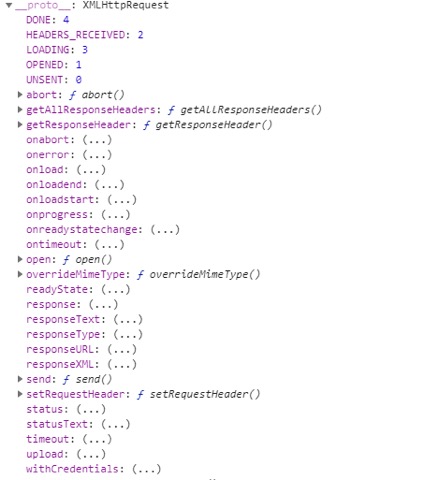 ▼__proto__: XMLHttpRequest
DONE: 4
HEADERS_RECEIVED: 2
LOADING: 3
OPENED: 1
UNSENT: 0
▶abort: ƒ abort()
▶getAllResponseHeaders: ƒ getAllResponseHeaders()
▶getResponseHeader: ƒ getResponseHeader()
onabort: (...)
onerror: (...)
onload: (...)
onloadend: (...)
onloadstart: (...)
onprogress: (...)
onreadystatechange: (...)
ontimeout: (...)
▶open: ƒ open()
▶overrideMimeType: ƒ overrideMimeType()
readyState: (...)
response: (...)
responseText: (...)
responseType: (...)
responseURL: (...)
responseXML: (...)
▶send: ƒ send()
▶setRequestHeader: ƒ setRequestHeader()
status: (...)
statusText: (...)
timeout: (...)
upload: (...)
withCredentials: (...)